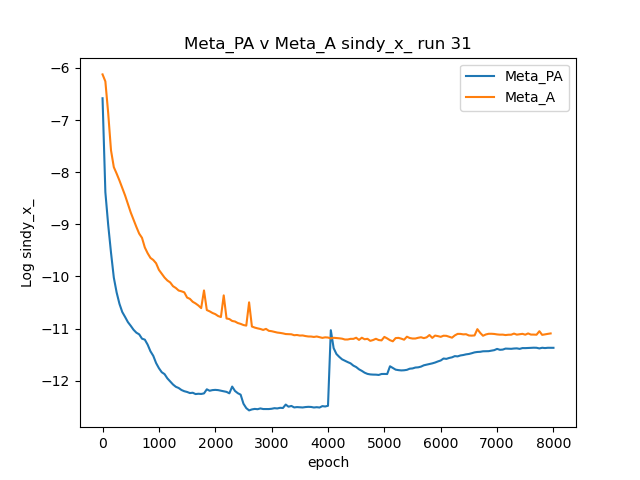 Meta_PA v Meta_A sindy_x_ run 31
Meta_PA
Meta_A
Log sindy_x_
−6
−7
−8
−9
−10
−11
−12
0 1000 2000 3000 4000 5000 6000 7000 8000
epoch